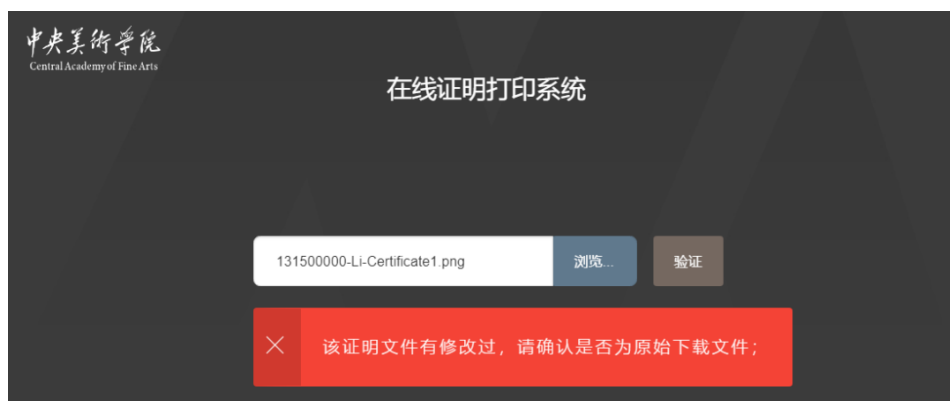 中央美術学院
Central Academy of Fine Arts
在线证明打印系统
131500000-Li-Certificate1.png
浏览...
验证
该证明文件有修改过，请确认是否为原始下载文件；